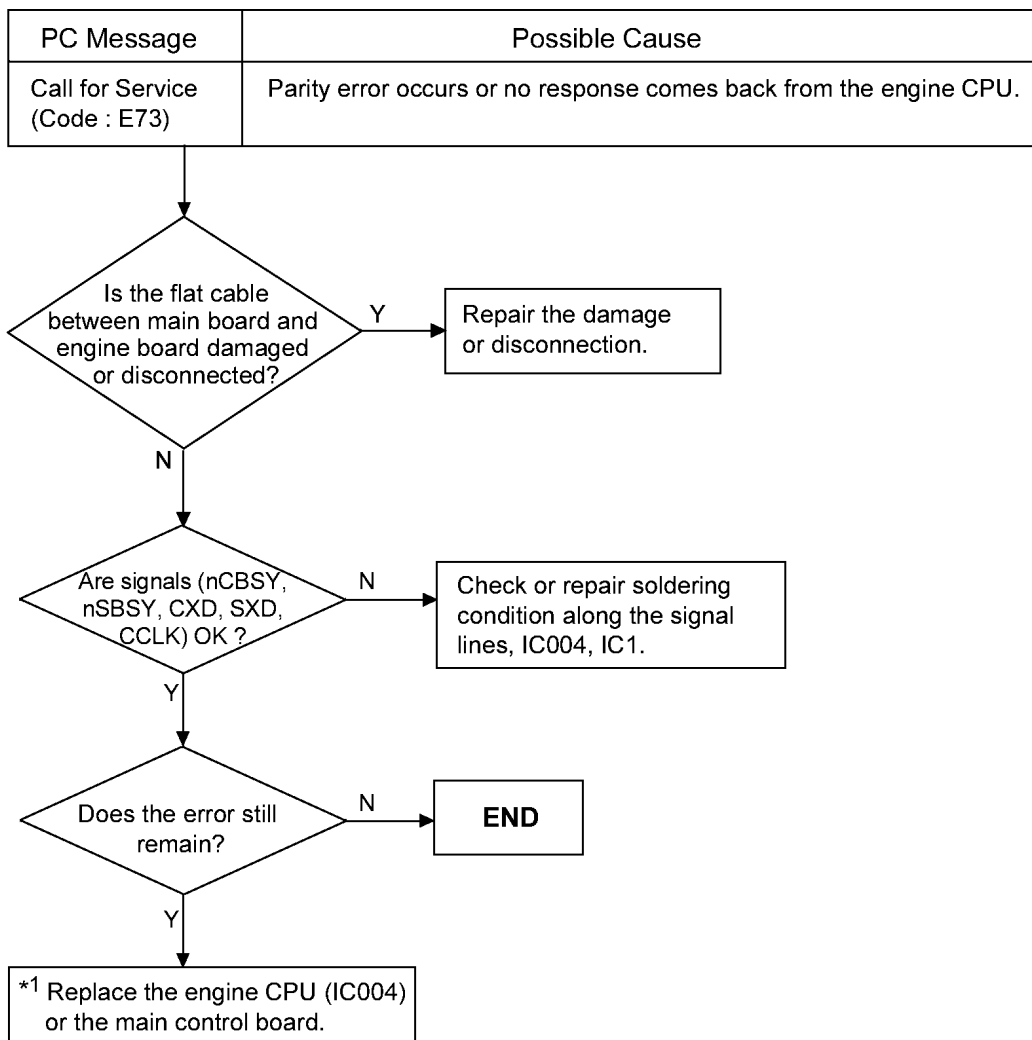 PC Message
Possible Cause
Call for Service
(Code : E73)
Parity error occurs or no response comes back from the engine CPU.
Is the flat cable
between main board and
engine board damaged
or disconnected?
Y
Repair the damage
or disconnection.
N
Are signals (nCBSY,
nSBSY, CXD, SXD,
CCLK) OK ?
N
Check or repair soldering
condition along the signal
lines, IC004, IC1.
Y
Does the error still
remain?
N
END
Y
*1 Replace the engine CPU (IC004)
or the main control board.